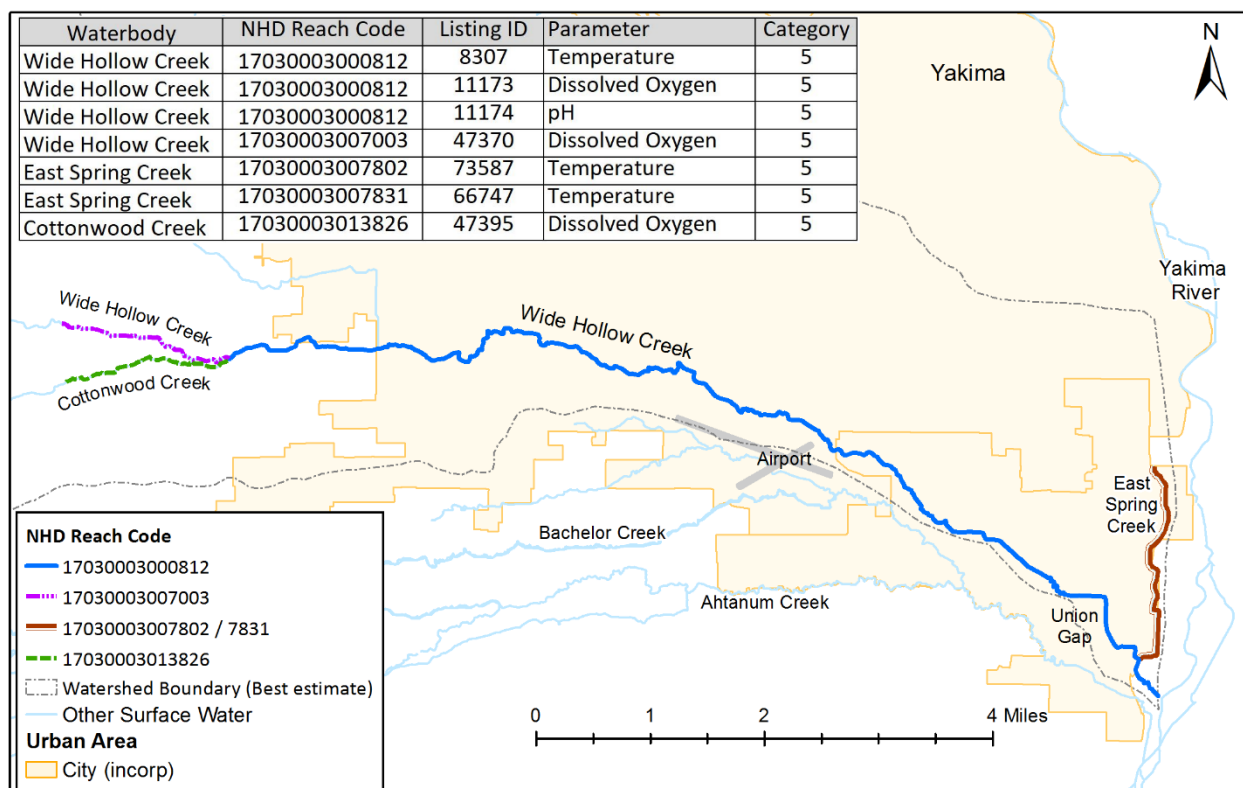 Waterbody NHD Reach Code Listing ID Parameter Category
Wide Hollow Creek 17030003000812 8307 Temperature 5
Wide Hollow Creek 17030003000812 11173 Dissolved Oxygen 5
Wide Hollow Creek 17030003000812 11174 pH 5
Wide Hollow Creek 17030003007003 47370 Dissolved Oxygen 5
East Spring Creek 17030003007802 73587 Temperature 5
East Spring Creek 17030003007831 66747 Temperature 5
Cottonwood Creek 17030003013826 47395 Dissolved Oxygen 5
N
Yakima
Yakima
River
Wide Hollow Creek
Wide Hollow Creek
Cottonwood Creek
Airport
East
Spring
Creek
Bachelor Creek
Ahtanum Creek
Union
Gap
NHD Reach Code
17030003000812
17030003007003
17030003007802 / 7831
17030003013826
Watershed Boundary (Best estimate)
Other Surface Water
Urban Area
City (incorp)
0 1 2 4 Miles